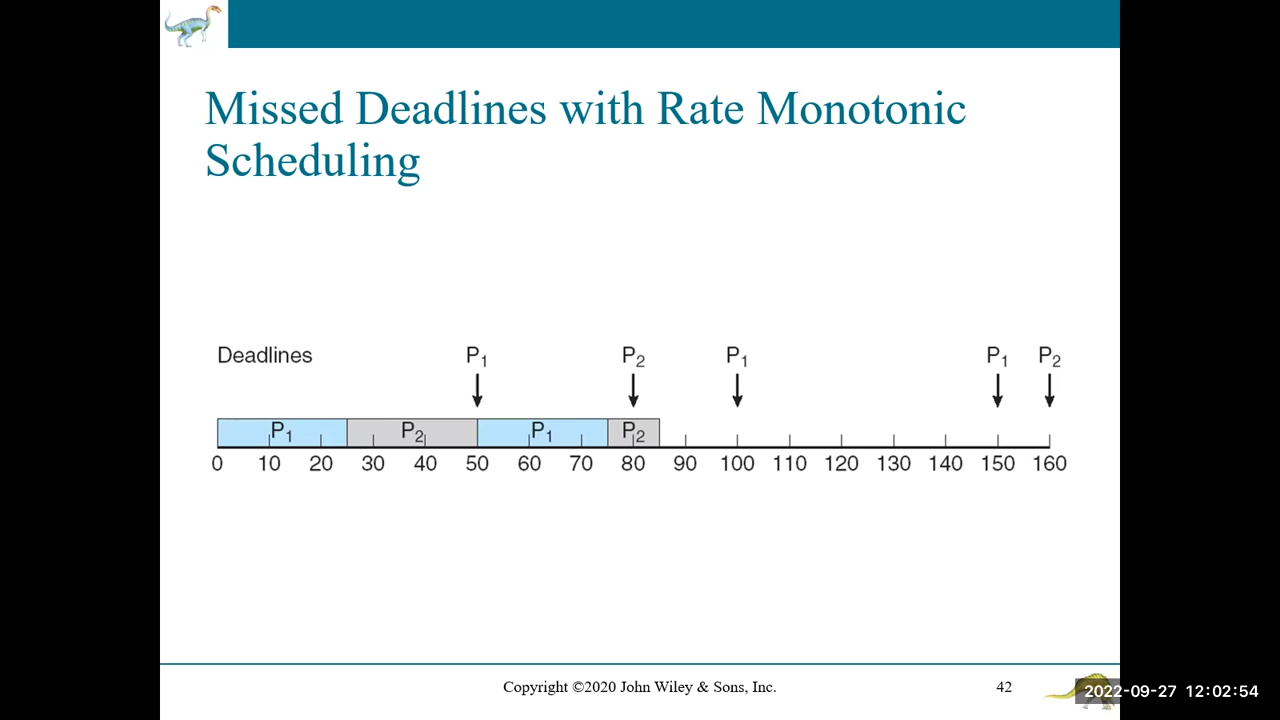 Missed Deadlines with Rate Monotonic
Scheduling
Deadlines P₁ P₂ P₁ P₁ P₂
P₁ P₂ P₁ P₂
0 10 20 30 40 50 60 70 80 90 100 110 120 130 140 150 160
Copyright ©2020 John Wiley & Sons, Inc. 42
2022-09-27 12:02:54